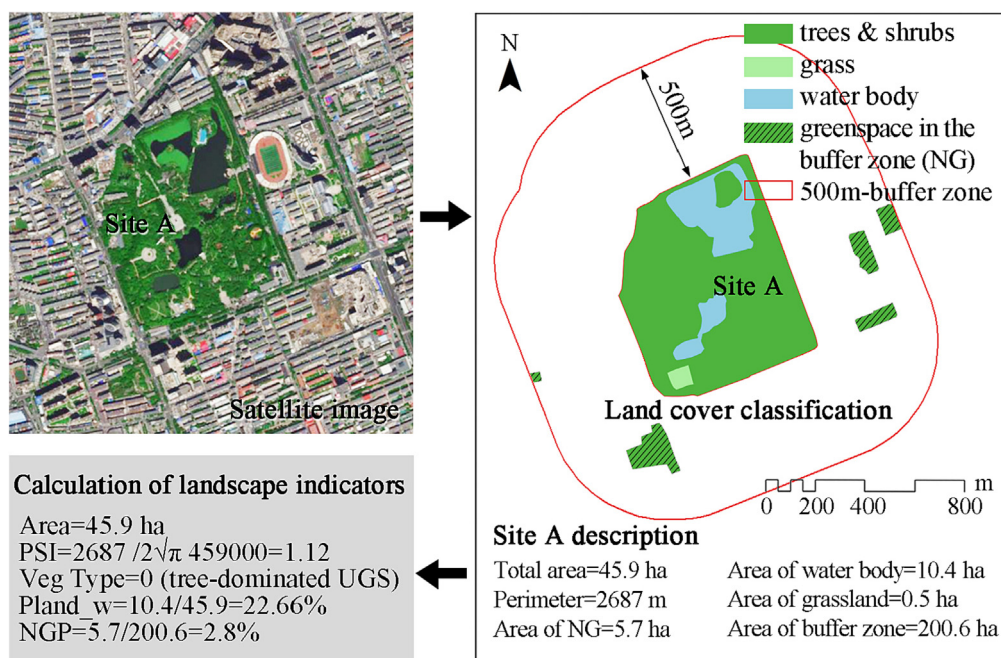 Site A
Satellite image
N
500m
trees & shrubs
grass
water body
greenspace in the
buffer zone (NG)
500m-buffer zone
Site A
Land cover classification
m
0 200 400 800
Site A description
Total area=45.9 ha
Perimeter=2687 m
Area of NG=5.7 ha
Area of water body=10.4 ha
Area of grassland=0.5 ha
Area of buffer zone=200.6 ha
Calculation of landscape indicators
Area=45.9 ha
PSI=2687 /2√π 459000=1.12
Veg Type=0 (tree-dominated UGS)
Pland_w=10.4/45.9=22.66%
NGP=5.7/200.6=2.8%